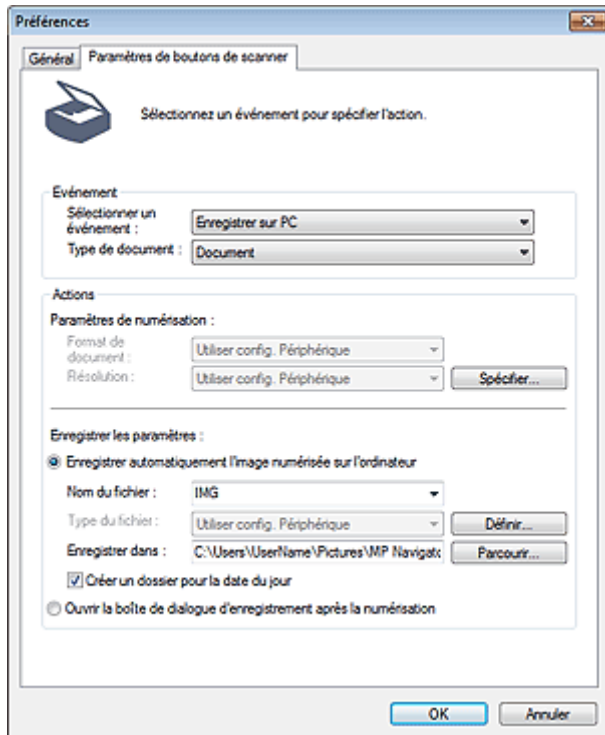 Préférences
Général
Paramètres de boutons de scanner
Sélectionnez un événement pour spécifier l'action.
Evénement
Sélectionner un
événement :
Enregistrer sur PC
Type de document :
Document
Actions
Paramètres de numérisation :
Format de
document :
Utiliser config. Périphérique
Résolution :
Utiliser config. Périphérique
Spécifier...
Enregistrer les paramètres :
Enregistrer automatiquement l'image numérisée sur l'ordinateur
Nom du fichier :
IMG
Type du fichier :
Utiliser config. Périphérique
Définir...
Enregistrer dans :
C:\Users\UserName\Pictures\MP Navigatc
Parcourir...
Créer un dossier pour la date du jour
Ouvrir la boîte de dialogue d'enregistrement après la numérisation
OK
Annuler